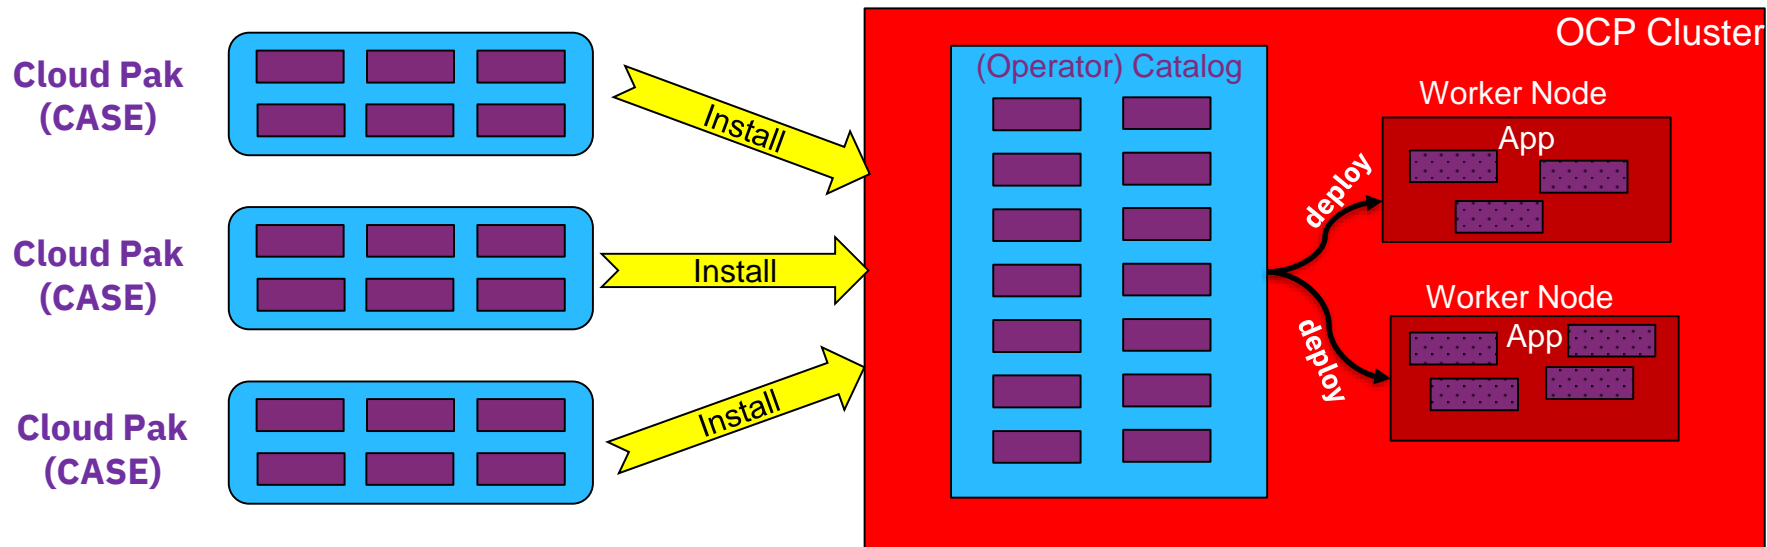 Cloud Pak
(CASE)
Install
Cloud Pak
(CASE)
Install
Cloud Pak
(CASE)
Install
OCP Cluster
(Operator) Catalog
deploy
deploy
Worker Node
App
Worker Node
App